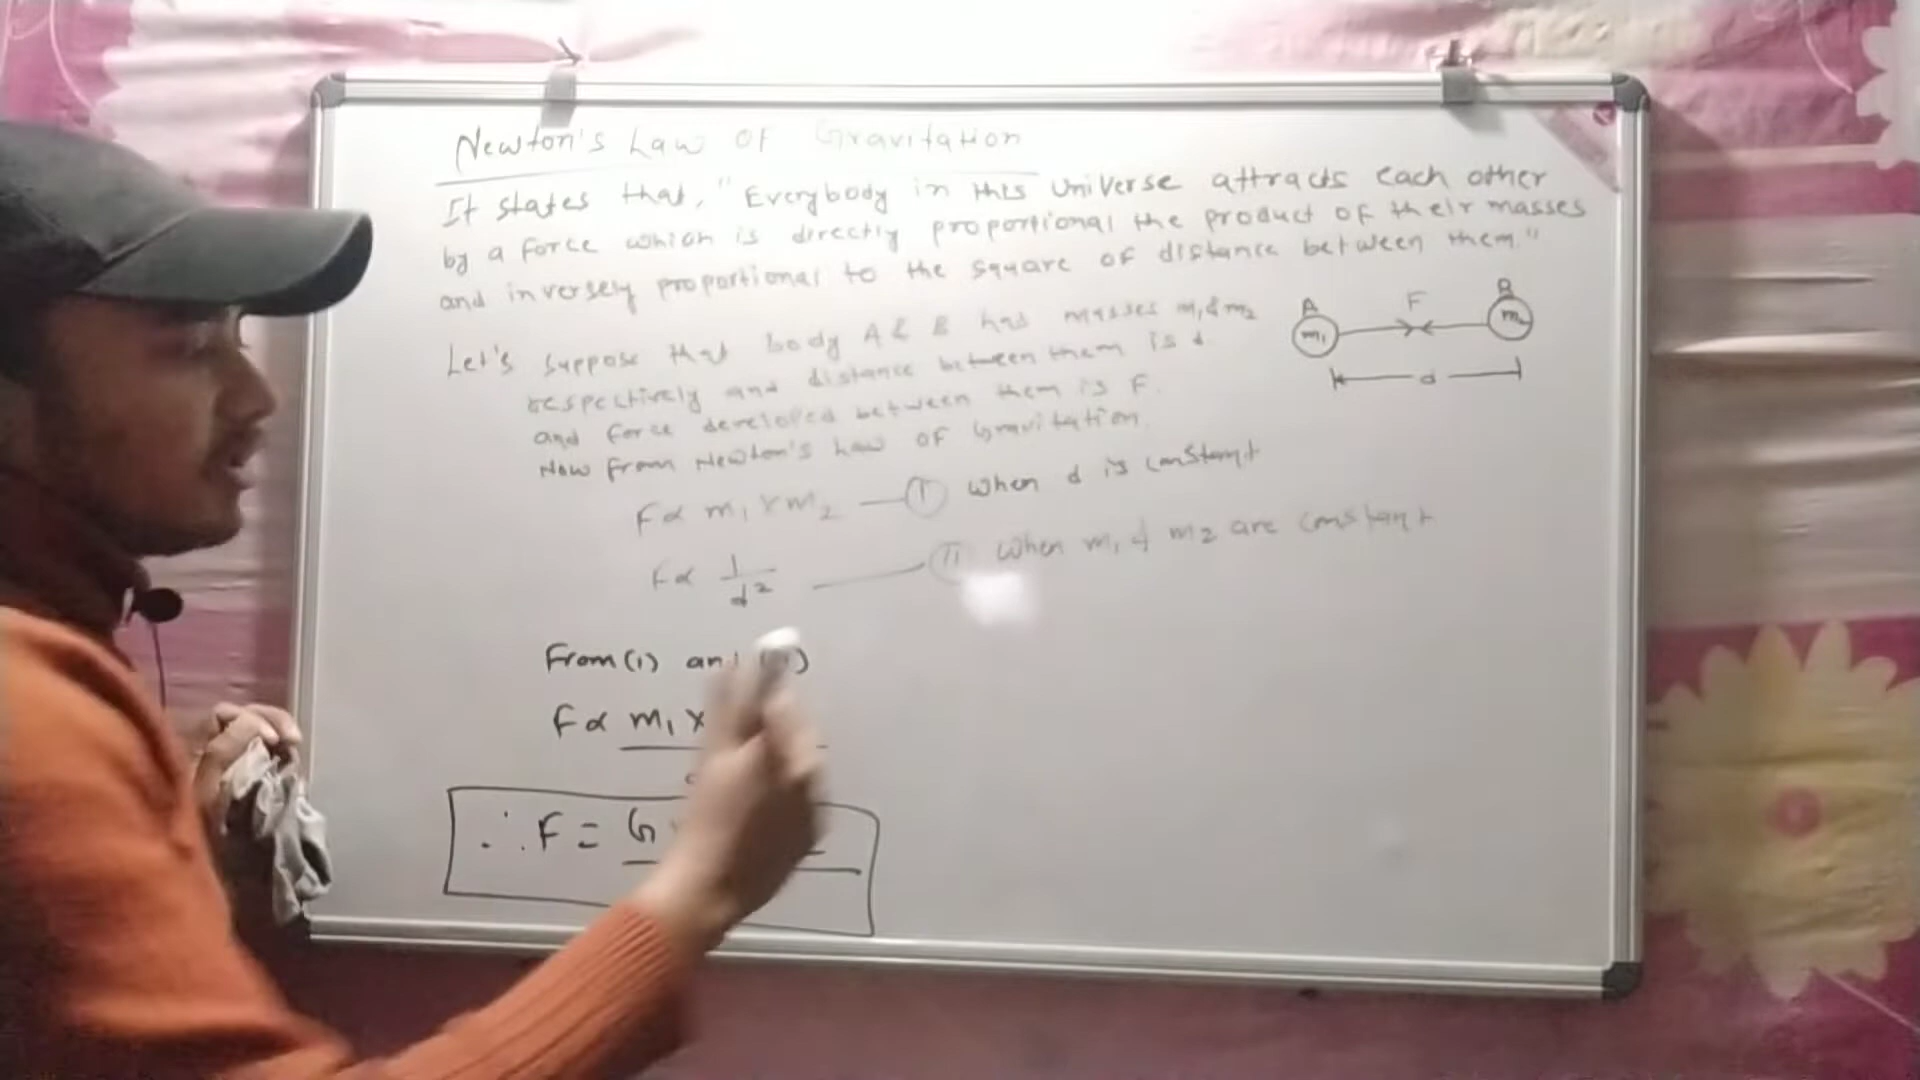 Newton's Law OF Gravitation
It states that, "Everybody in this universe attracts each other
by a force which is directly proportional the product of their masses
and inversely proportional to the square of distance between them."
A F B
m₁ m₂
d
Let's suppose that body A & B has masses m₁ & m₂
respectively and distance between them is d
and force developed between them is F.
Now from Newton's Law OF Gravitation.
F∝ m₁ × m₂ — (I) when d is constant
F∝ 1/d² — (II) when m₁ & m₂ are constant
From (1) and
F∝ m₁ ×
∴ F = G